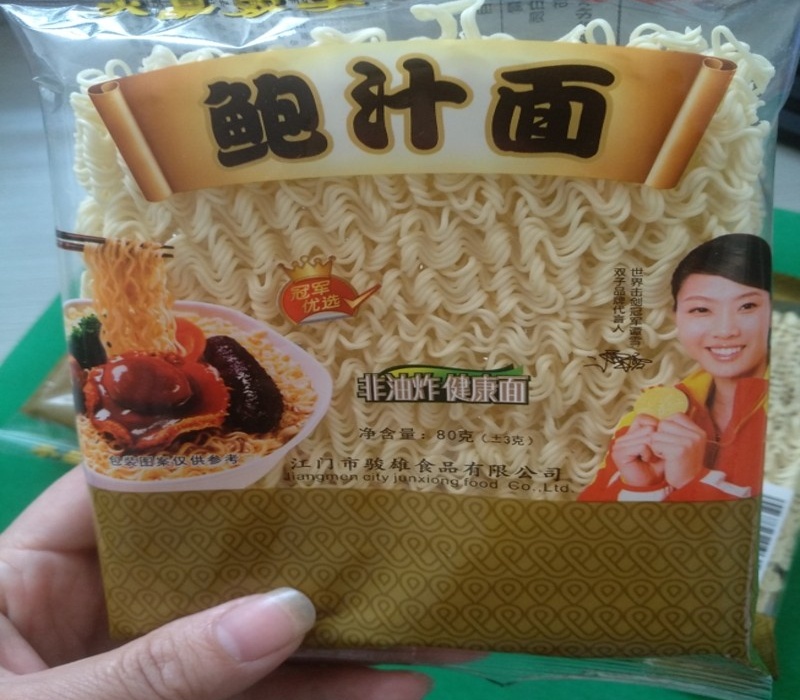 鲍汁面
冠军
优选
世界击剑冠军董春
双子品牌代言人
非油炸 健康面
净含量：80克（±3克）
包装图案仅供参考
江门市骏雄食品有限公司
Jiangmen city junxiong food Co.,Ltd